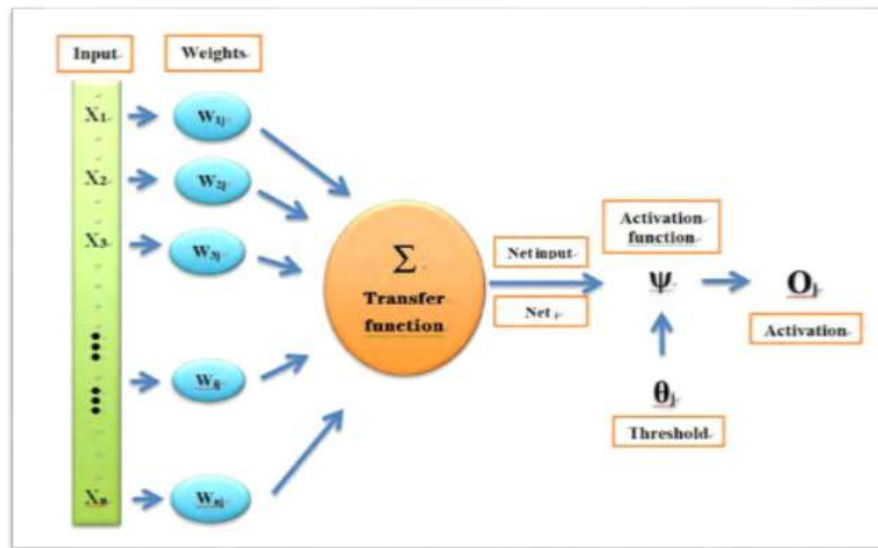 Input
Weights
X1
W1j
X2
W2j
X3
W3j
Wij
Xn
Wnj
Σ
Transfer
function
Net input
Net j
Activation
function
Ψ
Oj
Activation
θj
Threshold